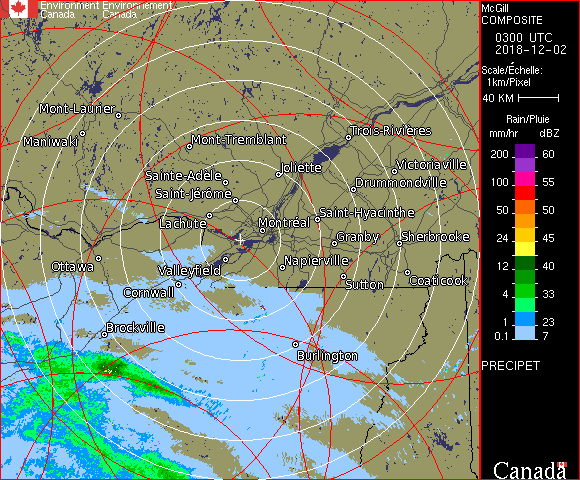 Environment Environnement
Canada Canada
McGill
COMPOSITE
0300 UTC
2018-12-02
Scale/Échelle:
1km/Pixel
40 KM
Rain/Pluie
mm/hr dBZ
200 60
100 55
50 50
24 45
12 40
4 33
1 23
0.1 7
PRECIPET
Canada
Mont-Laurier
Maniwaki
Mont-Tremblant
Trois-Rivières
Joliette
Victoriaville
Sainte-Adèle
Drummondville
Saint-Jérôme
Lachute
Saint-Hyacinthe
Montréal
Granby
Sherbrooke
Ottawa
Valleyfield
Napierville
Sutton
Coaticook
Cornwall
Brockville
Burlington